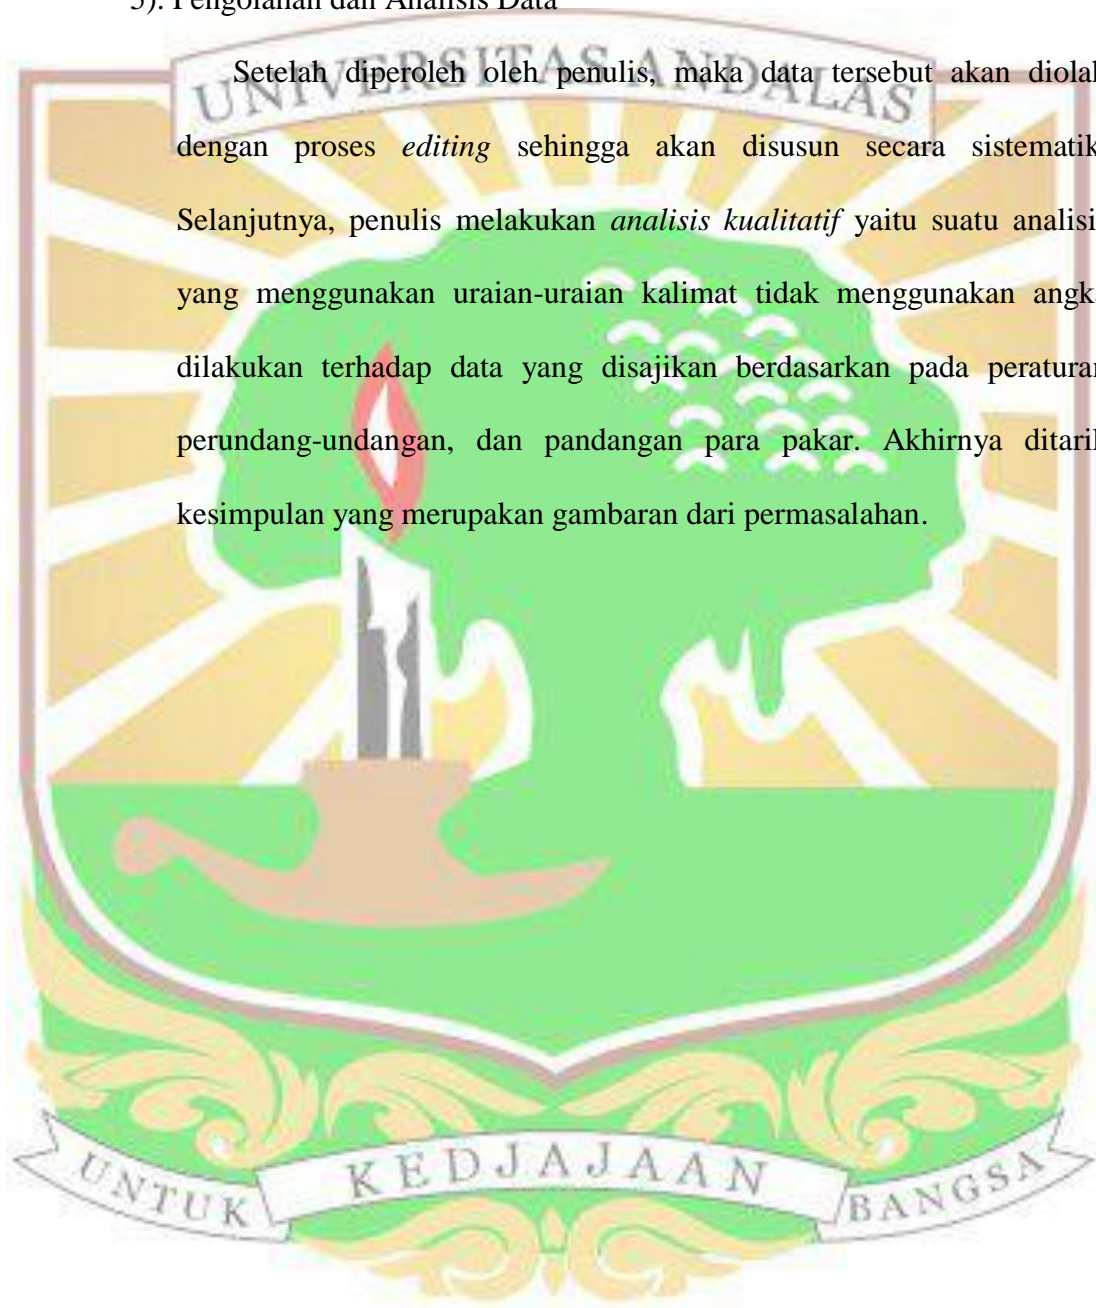 5). Pengolahan dan Analisis Data
UNIVERSITAS ANDALAS
Setelah diperoleh oleh penulis, maka data tersebut akan diolah
dengan proses editing sehingga akan disusun secara sistematik
Selanjutnya, penulis melakukan analisis kualitatif yaitu suatu analisi
yang menggunakan uraian-uraian kalimat tidak menggunakan angka
dilakukan terhadap data yang disajikan berdasarkan pada peraturan
perundang-undangan, dan pandangan para pakar. Akhirnya ditarik
kesimpulan yang merupakan gambaran dari permasalahan.
UNTUK KEDJAJAAN BANGSA